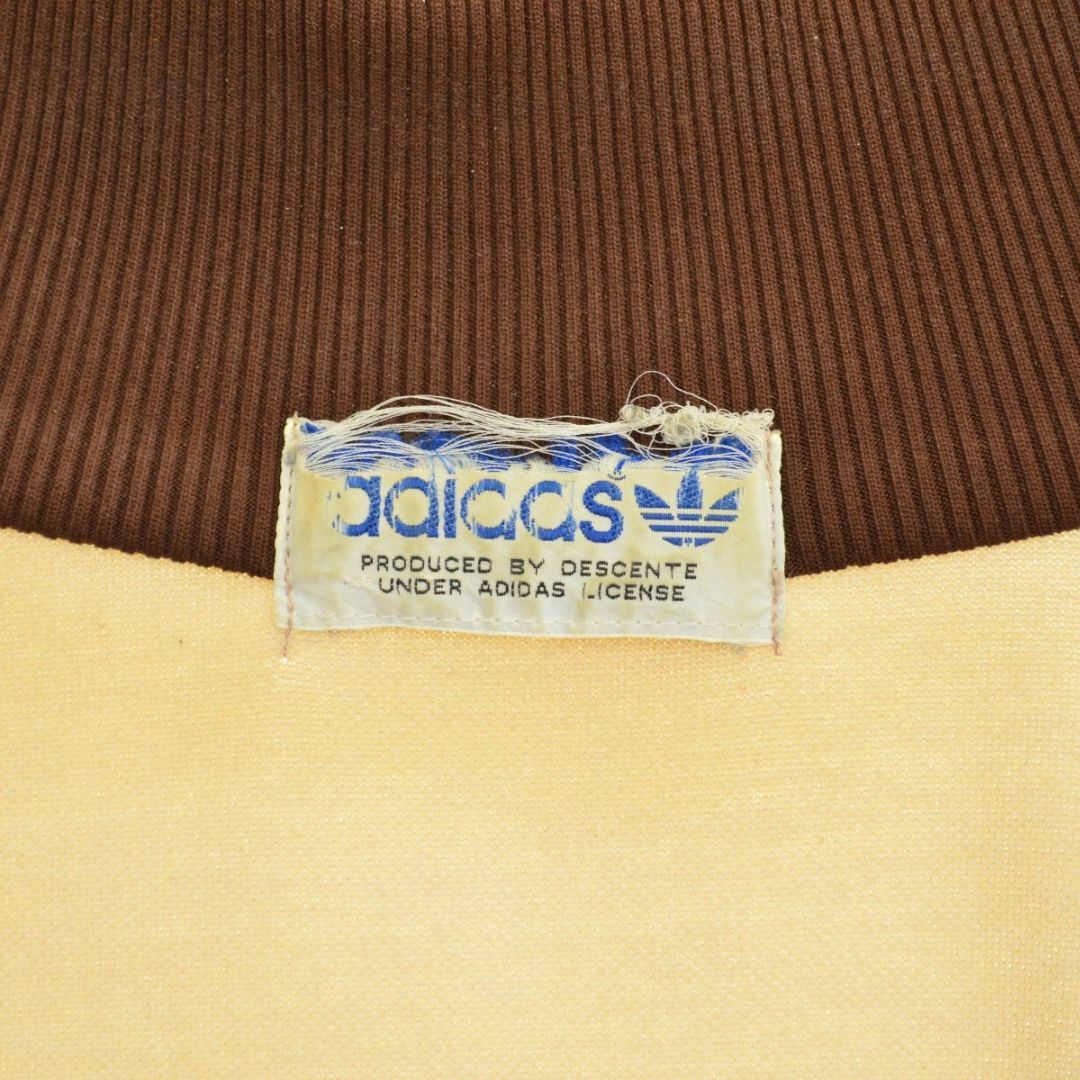 adidas
PRODUCED BY DESCENTE
UNDER ADIDAS LICENSE